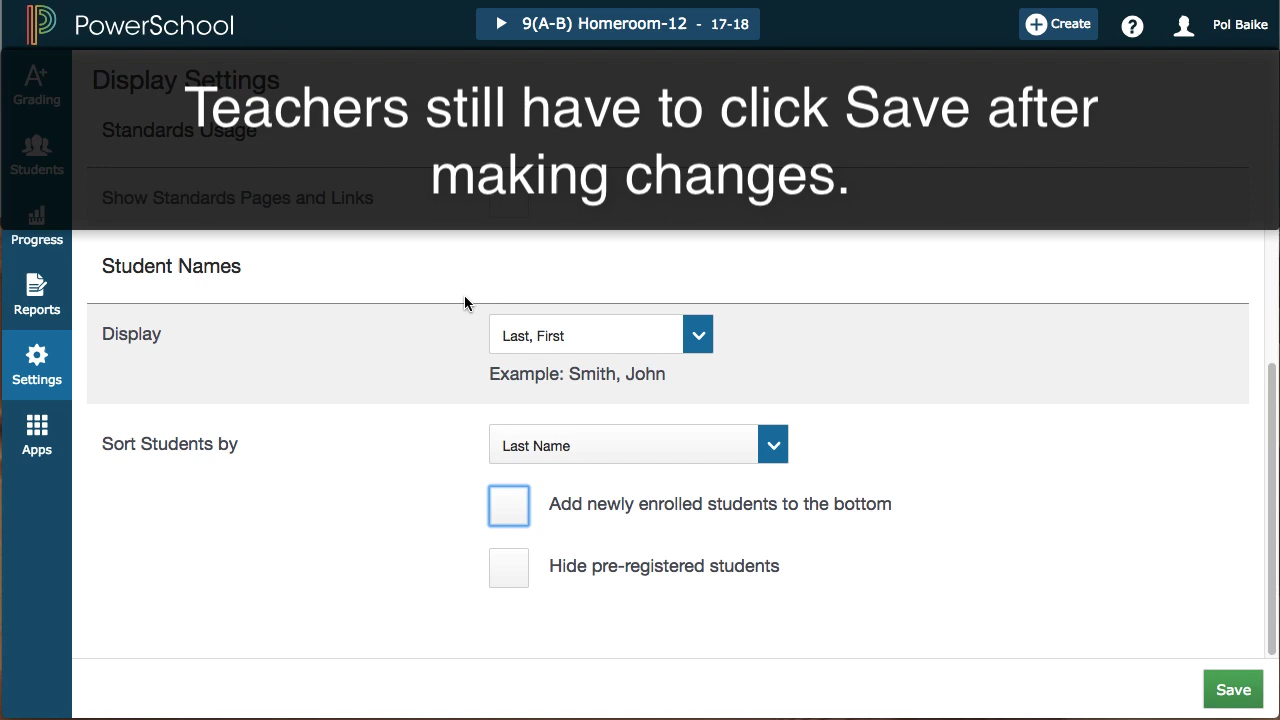 PowerSchool
9(A-B) Homeroom-12 - 17-18
Create
?
Pol Baike
Display Settings
Teachers still have to click Save after
making changes.
Standards Usage
Show Standards Pages and Links
A+
Grading
Students
Progress
Reports
Settings
Apps
Student Names
Display
Last, First
Example: Smith, John
Sort Students by
Last Name
Add newly enrolled students to the bottom
Hide pre-registered students
Save